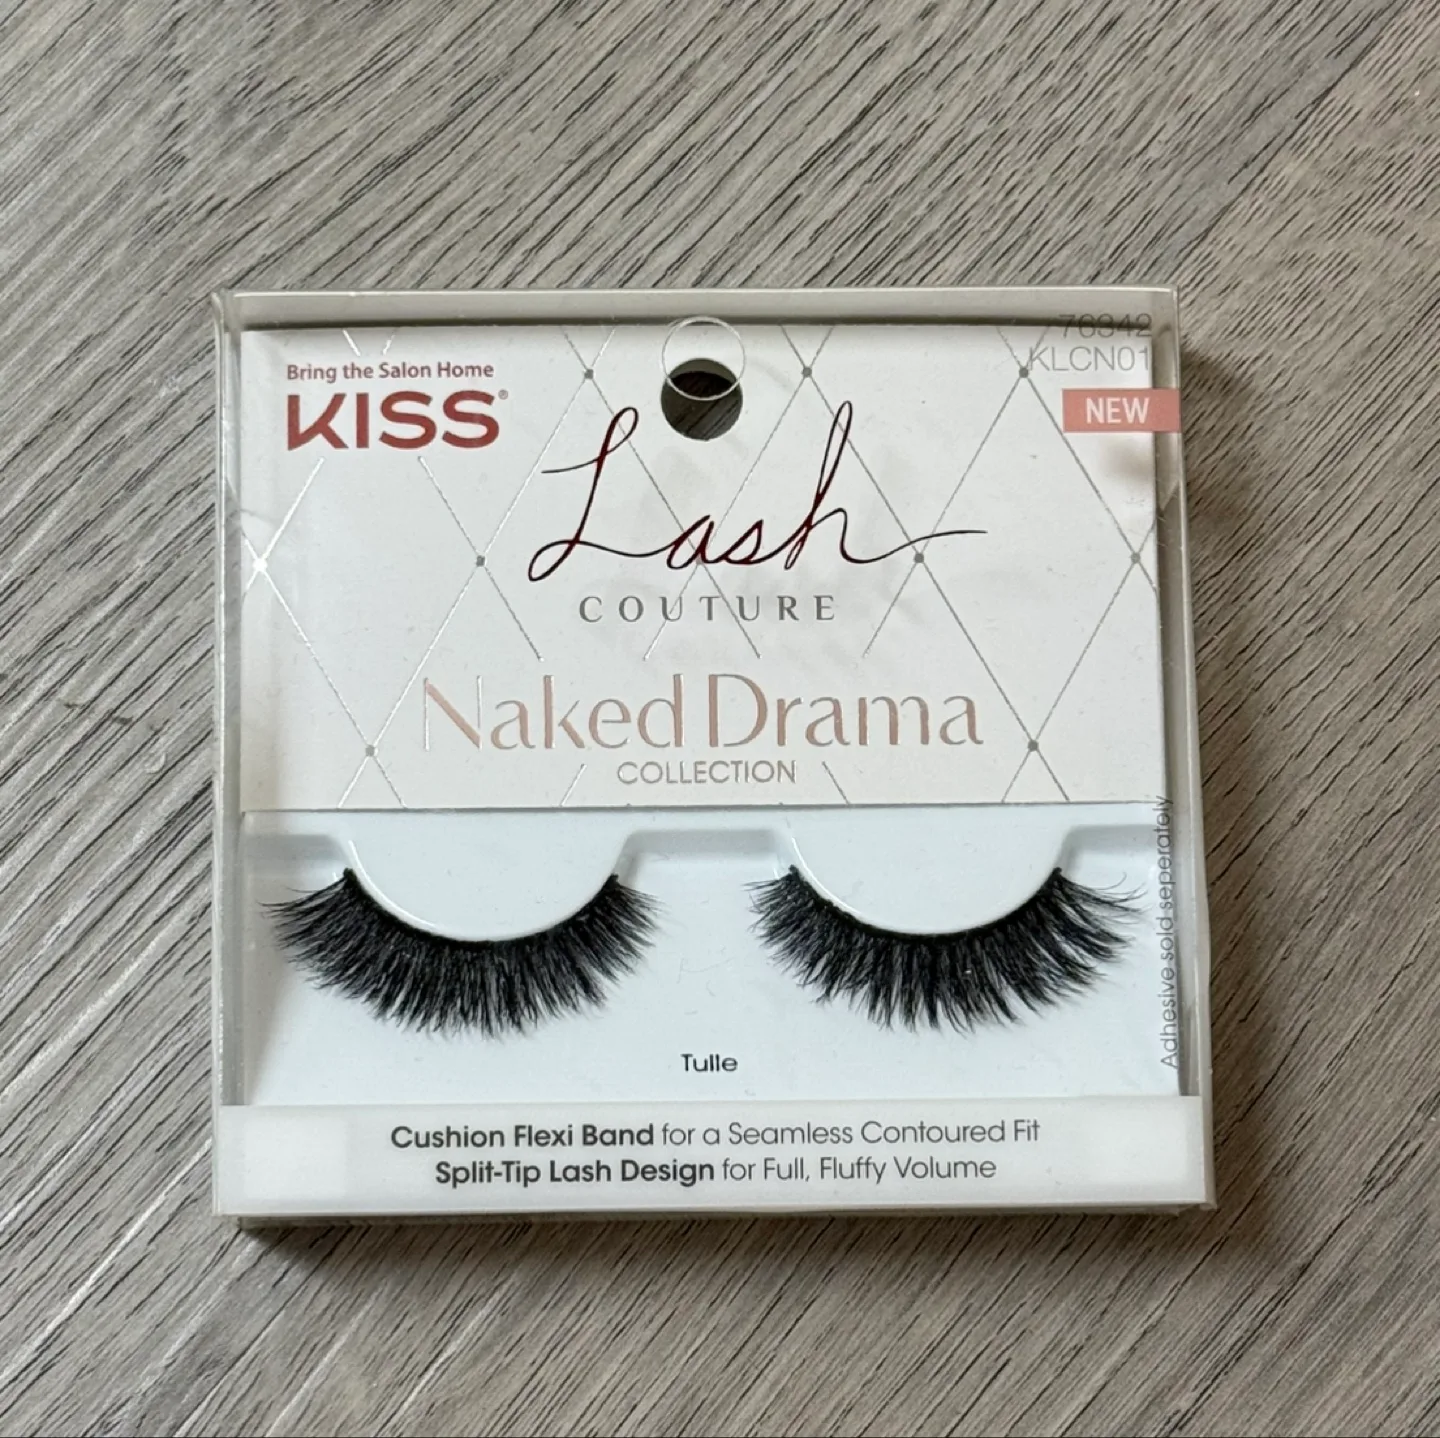 76342
KLCN01
NEW
Bring the Salon Home
KISS®
Lash
COUTURE
Naked Drama
COLLECTION
Adhesive sold seperately
Tulle
Cushion Flexi Band for a Seamless Contoured Fit
Split-Tip Lash Design for Full, Fluffy Volume